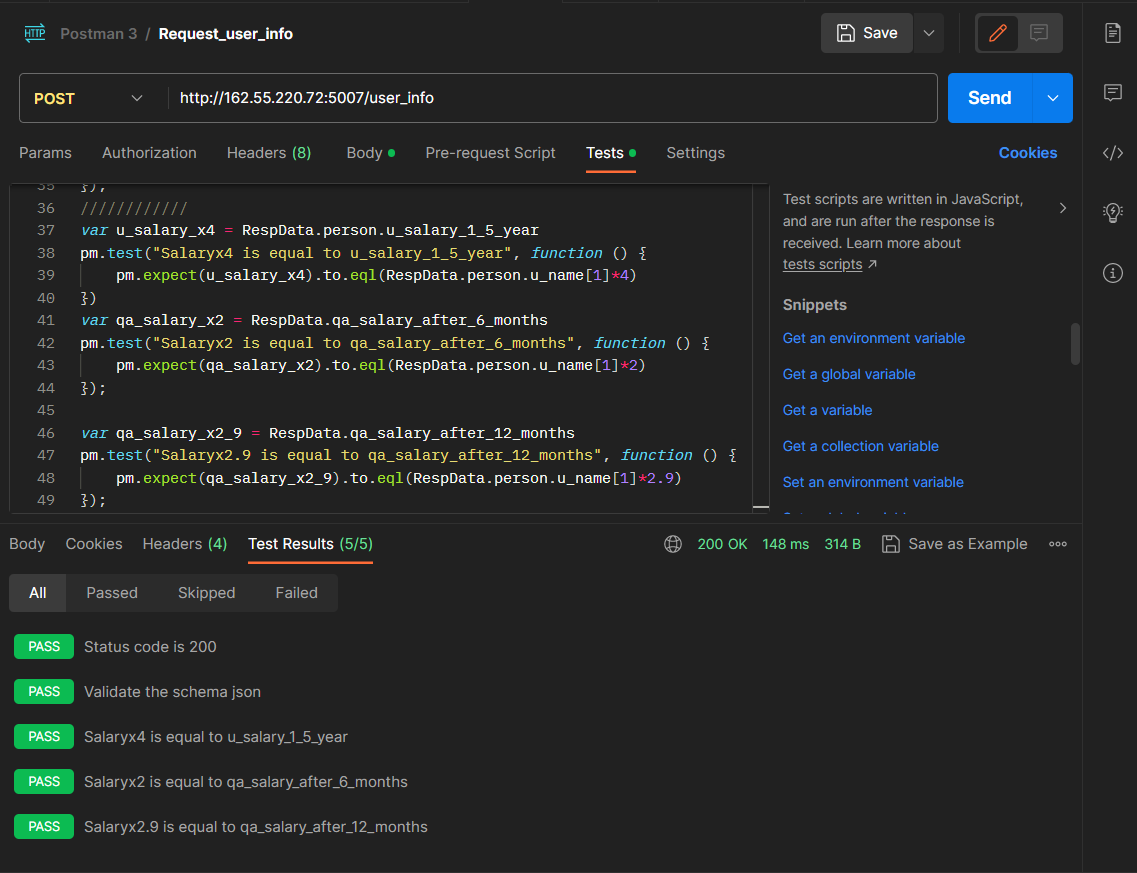 HTTP Postman 3 / Request_user_info Save
POST http://162.55.220.72:5007/user_info Send
Params Authorization Headers (8) Body Pre-request Script Tests Settings Cookies
35 });
36 ////////////
37 var u_salary_x4 = RespData.person.u_salary_1_5_year
38 pm.test("Salaryx4 is equal to u_salary_1_5_year", function () {
39 pm.expect(u_salary_x4).to.eql(RespData.person.u_name[1]*4)
40 })
41 var qa_salary_x2 = RespData.qa_salary_after_6_months
42 pm.test("Salaryx2 is equal to qa_salary_after_6_months", function () {
43 pm.expect(qa_salary_x2).to.eql(RespData.person.u_name[1]*2)
44 });
45
46 var qa_salary_x2_9 = RespData.qa_salary_after_12_months
47 pm.test("Salaryx2.9 is equal to qa_salary_after_12_months", function () {
48 pm.expect(qa_salary_x2_9).to.eql(RespData.person.u_name[1]*2.9)
49 });
Test scripts are written in JavaScript,
and are run after the response is
received. Learn more about
tests scripts ↗
Snippets
Get an environment variable
Get a global variable
Get a variable
Get a collection variable
Set an environment variable
Body Cookies Headers (4) Test Results (5/5) 200 OK 148 ms 314 B Save as Example
All Passed Skipped Failed
PASS Status code is 200
PASS Validate the schema json
PASS Salaryx4 is equal to u_salary_1_5_year
PASS Salaryx2 is equal to qa_salary_after_6_months
PASS Salaryx2.9 is equal to qa_salary_after_12_months